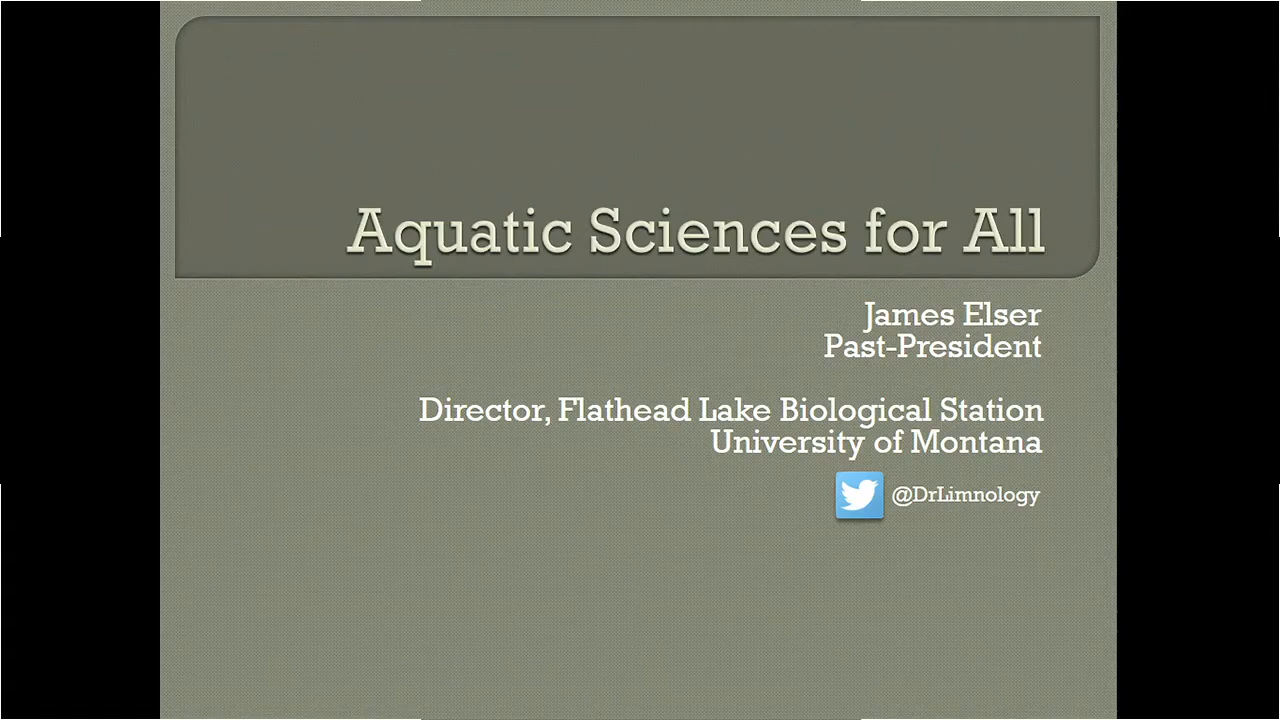 Aquatic Sciences for All
James Elser
Past-President
Director, Flathead Lake Biological Station
University of Montana
@DrLimnology